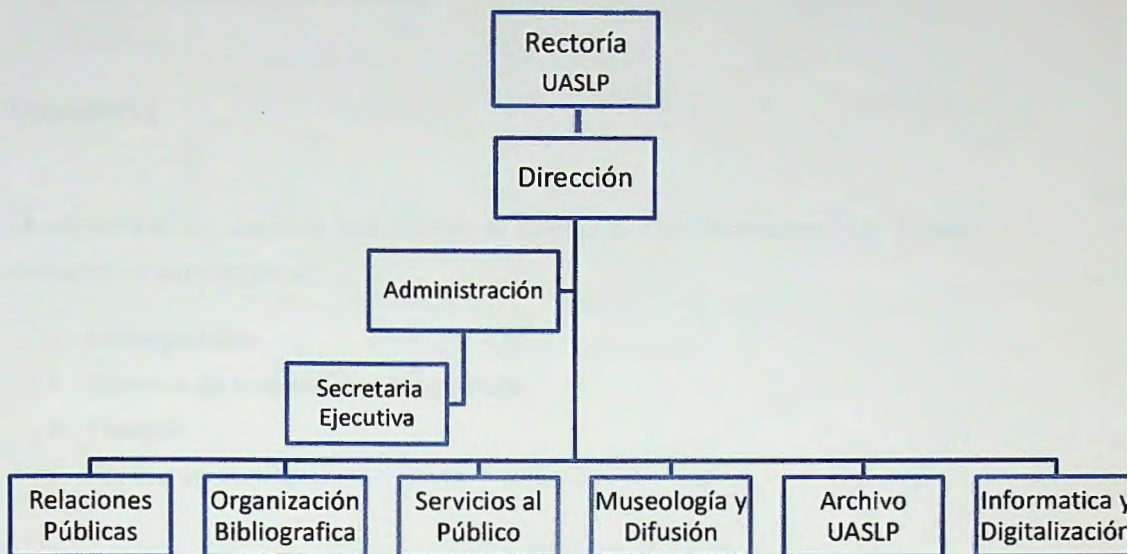 Rectoría
UASLP
Dirección
Administración
Secretaria
Ejecutiva
Relaciones
Públicas
Organización
Bibliografica
Servicios al
Público
Museología y
Difusión
Archivo
UASLP
Informatica y
Digitalización